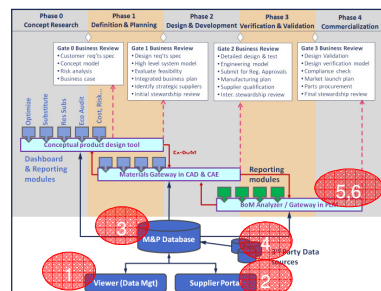 Phase 0
Concept Research
Phase 1
Definition & Planning
Phase 2
Design & Development
Phase 3
Verification & Validation
Phase 4
Commercialization
Gate 0 Business Review
• Customer req'ts spec
• Concept model
• Risk analysis
• Business case
Gate 1 Business Review
• Design req'ts spec
• High level system model
• Evaluate feasibility
• Integrated business plan
• Identify strategic suppliers
• Initial stewardship review
Gate 2 Business Review
• Detailed design & test
• Engineering model
• Submit for Reg. Approvals
• Manufacturing plan
• Supplier qualification
• Inter. stewardship review
Gate 3 Business Review
• Design Validation
• Design verification model
• Compliance check
• Market launch plan
• Parts procurement
• Final stewardship review
Optimize
Substitute
Res Subs
Eco Audit
Cost, Risk...
Conceptual product design tool
Dashboard
& Reporting
modules
Materials Gateway in CAD & CAE
Reporting
modules
BoM Analyzer / Gateway in
5.6
3
M&P Database
4
3rd Party Data
sources
1
Viewer (Data Mgt)
Supplier Porta
2